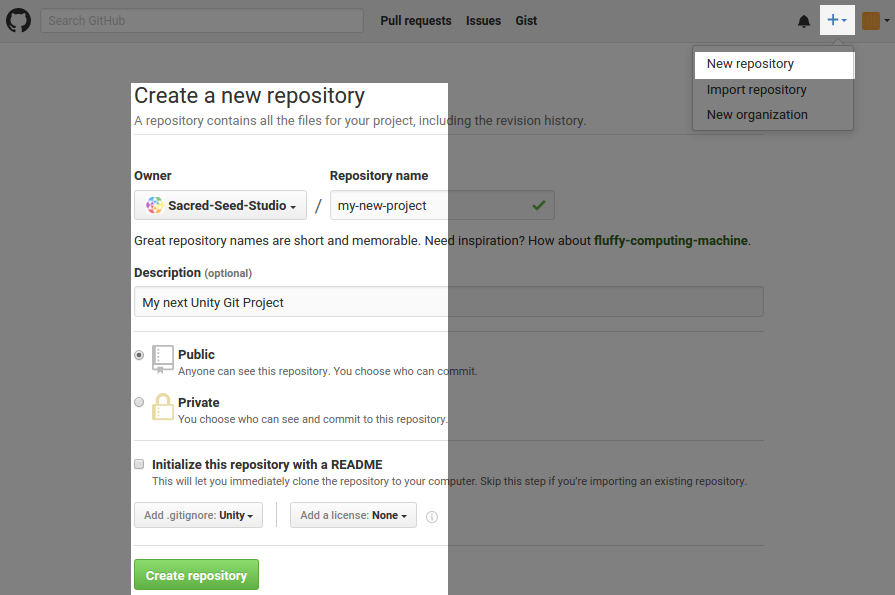 Search GitHub Pull requests Issues Gist
New repository
Import repository
New organization
Create a new repository
A repository contains all the files for your project, including the revision history.
Owner Repository name
Sacred-Seed-Studio / my-new-project
Great repository names are short and memorable. Need inspiration? How about fluffy-computing-machine.
Description (optional)
My next Unity Git Project
Public
Anyone can see this repository. You choose who can commit.
Private
You choose who can see and commit to this repository.
Initialize this repository with a README
This will let you immediately clone the repository to your computer. Skip this step if you're importing an existing repository.
Add .gitignore: Unity Add a license: None
Create repository